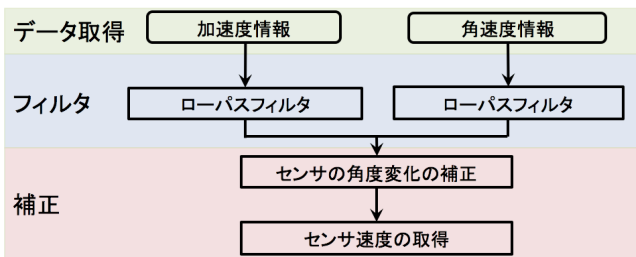 データ取得
加速度情報
角速度情報
フィルタ
ローパスフィルタ
ローパスフィルタ
センサの角度変化の補正
補正
センサ速度の取得